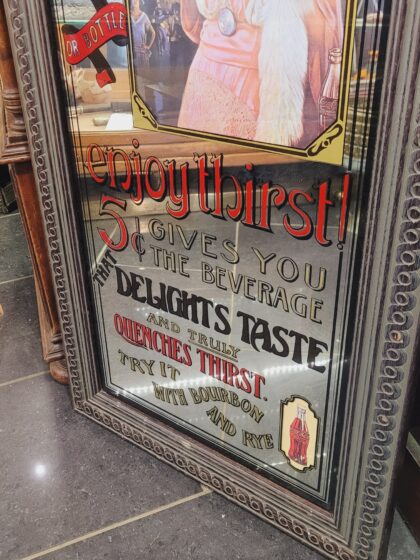 OR BOTTLE
enjoy thirst!
5¢ GIVES YOU
THE BEVERAGE
THAT DELIGHTS TASTE
AND TRULY
QUENCHES THIRST.
TRY IT
WITH BOURBON
AND RYE